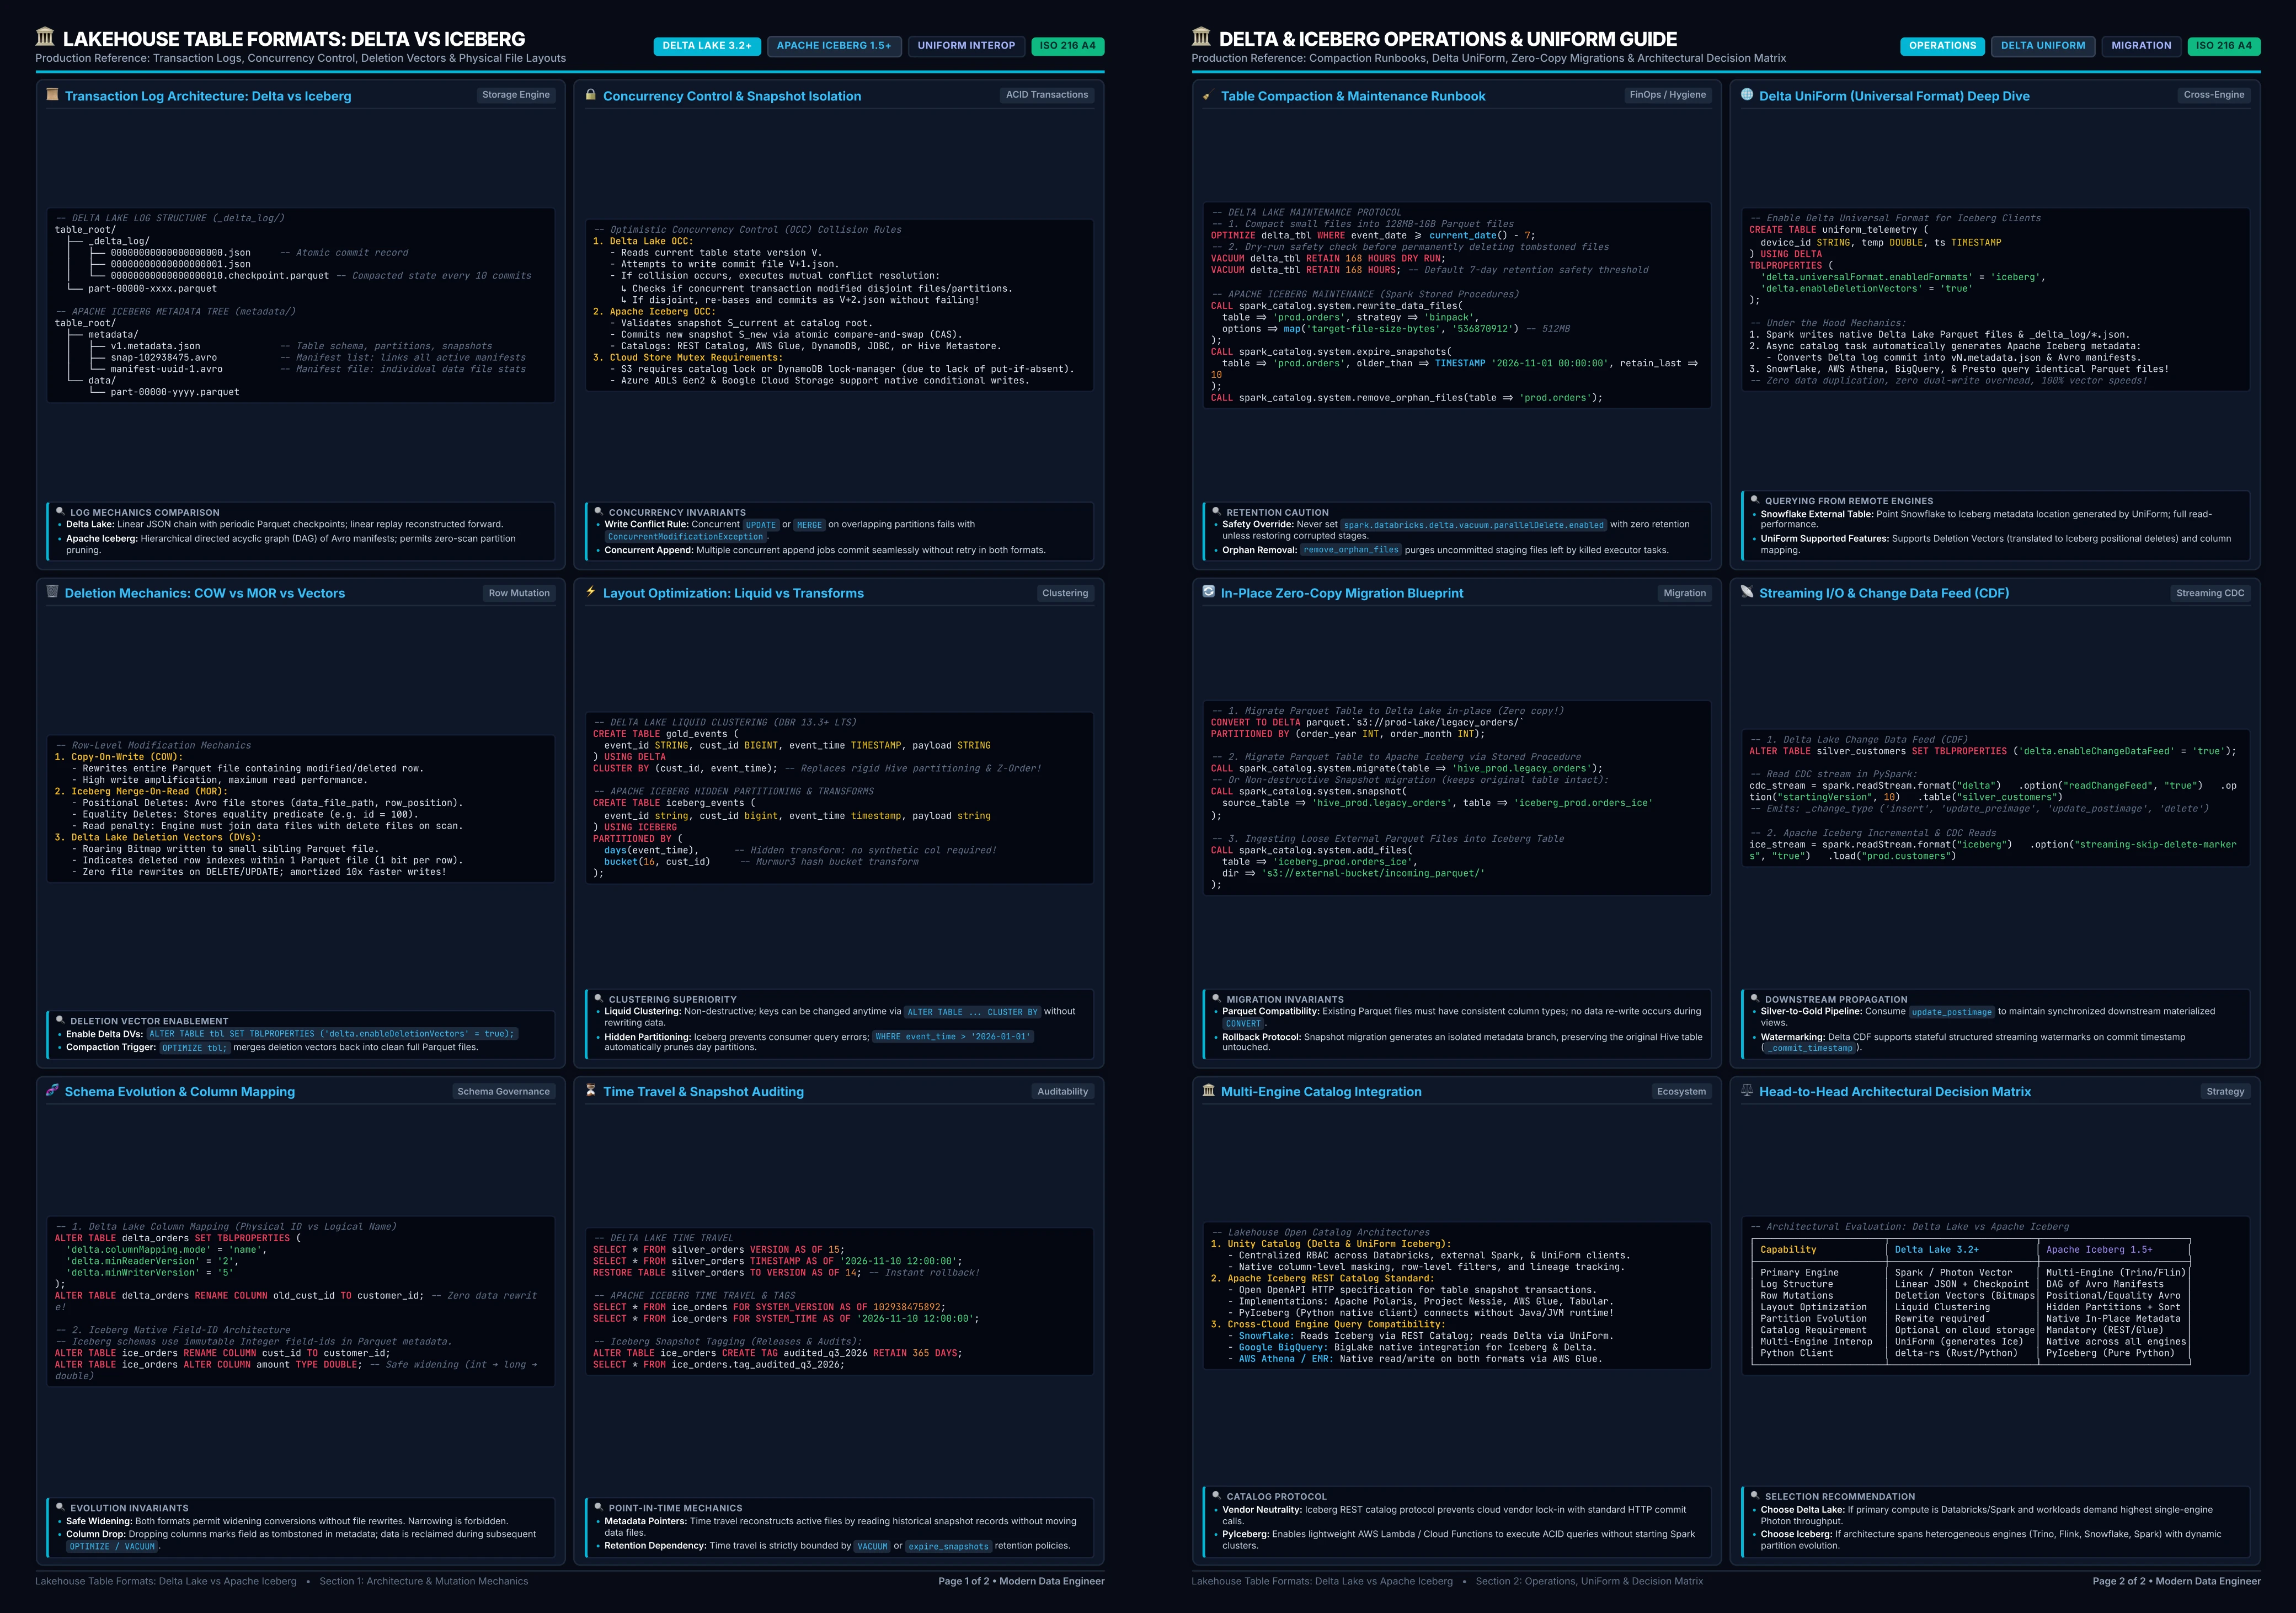 LAKEHOUSE TABLE FORMATS: DELTA VS ICEBERG
Production Reference: Transaction Logs, Concurrency Control, Deletion Vectors & Physical File Layouts
DELTA LAKE 3.2+
APACHE ICEBERG 1.5+
UNIFORM INTEROP
ISO 216 A4
Transaction Log Architecture: Delta vs Iceberg
Storage Engine
-- DELTA LAKE LOG STRUCTURE (_delta_log/)
table_root/
├── _delta_log/
│   ├── 00000000000000000000.json     -- Atomic commit record
│   ├── 00000000000000000001.json
│   └── 00000000000000000010.checkpoint.parquet -- Compacted state every 10 commits
└── part-00000-xxxx.parquet
-- APACHE ICEBERG METADATA TREE (metadata/)
table_root/
├── metadata/
│   ├── v1.metadata.json              -- Table schema, partitions, snapshots
│   ├── snap-102938475.avro           -- Manifest list: links all active manifests
│   └── manifest-uuid-1.avro          -- Manifest file: individual data file stats
└── data/
    └── part-00000-yyyy.parquet
LOG MECHANICS COMPARISON
• Delta Lake: Linear JSON chain with periodic Parquet checkpoints; linear replay reconstructed forward.
• Apache Iceberg: Hierarchical directed acyclic graph (DAG) of Avro manifests; permits zero-scan partition
pruning.
Concurrency Control & Snapshot Isolation
ACID Transactions
-- Optimistic Concurrency Control (OCC) Collision Rules
1. Delta Lake OCC:
- Reads current table state version V.
- Attempts to write commit file V+1.json.
- If collision occurs, executes mutual conflict resolution:
↳ Checks if concurrent transaction modified disjoint files/partitions.
↳ If disjoint, re-bases and commits as V+2.json without failing!
2. Apache Iceberg OCC:
- Validates snapshot S_current at catalog root.
- Commits new snapshot S_new via atomic compare-and-swap (CAS).
- Catalogs: REST Catalog, AWS Glue, DynamoDB, JDBC, or Hive Metastore.
3. Cloud Store Mutex Requirements:
- S3 requires catalog lock or DynamoDB lock-manager (due to lack of put-if-absent).
- Azure ADLS Gen2 & Google Cloud Storage support native conditional writes.
CONCURRENCY INVARIANTS
• Write Conflict Rule: Concurrent UPDATE or MERGE on overlapping partitions fails with
ConcurrentModificationException.
• Concurrent Append: Multiple concurrent append jobs commit seamlessly without retry in both formats.
Deletion Mechanics: COW vs MOR vs Vectors
Row Mutation
-- Row-Level Modification Mechanics
1. Copy-On-Write (COW):
- Rewrites entire Parquet file containing modified/deleted row.
- High write amplification, maximum read performance.
2. Iceberg Merge-On-Read (MOR):
- Positional Deletes: Avro file stores (data_file_path, row_position).
- Equality Deletes: Stores equality predicate (e.g. id = 100).
- Read penalty: Engine must join data files with delete files on scan.
3. Delta Lake Deletion Vectors (DVs):
- Roaring Bitmap written to small sibling Parquet file.
- Indicates deleted row indexes within 1 Parquet file (1 bit per row).
- Zero file rewrites on DELETE/UPDATE; amortized 10x faster writes!
DELETION VECTOR ENABLEMENT
• Enable Delta DVs: ALTER TABLE tbl SET TBLPROPERTIES ('delta.enableDeletionVectors' = true);
• Compaction Trigger: OPTIMIZE tbl; merges deletion vectors back into clean full Parquet files.
Layout Optimization: Liquid vs Transforms
Clustering
-- DELTA LAKE LIQUID CLUSTERING (DBR 13.3+ LTS)
CREATE TABLE gold_events (
event_id STRING, cust_id BIGINT, event_time TIMESTAMP, payload STRING
) USING DELTA
CLUSTER BY (cust_id, event_time); -- Replaces rigid Hive partitioning & Z-Order!
-- APACHE ICEBERG HIDDEN PARTITIONING & TRANSFORMS
CREATE TABLE iceberg_events (
event_id string, cust_id bigint, event_time timestamp, payload string
) USING ICEBERG
PARTITIONED BY (
days(event_time),      -- Hidden transform: no synthetic col required!
bucket(16, cust_id)     -- Murmur3 hash bucket transform
);
CLUSTERING SUPERIORITY
• Liquid Clustering: Non-destructive; keys can be changed anytime via ALTER TABLE ... CLUSTER BY without
rewriting data.
• Hidden Partitioning: Iceberg prevents consumer query errors; WHERE event_time > '2026-01-01'
automatically prunes day partitions.
Schema Evolution & Column Mapping
Schema Governance
-- 1. Delta Lake Column Mapping (Physical ID vs Logical Name)
ALTER TABLE delta_orders SET TBLPROPERTIES (
'delta.columnMapping.mode' = 'name',
'delta.minReaderVersion' = '2',
'delta.minWriterVersion' = '5'
);
ALTER TABLE delta_orders RENAME COLUMN old_cust_id TO customer_id; -- Zero data rewrit
e!
-- 2. Iceberg Native Field-ID Architecture
-- Iceberg schemas use immutable Integer field-ids in Parquet metadata.
ALTER TABLE ice_orders RENAME COLUMN cust_id TO customer_id;
ALTER TABLE ice_orders ALTER COLUMN amount TYPE DOUBLE; -- Safe widening (int → long →
double)
EVOLUTION INVARIANTS
• Safe Widening: Both formats permit widening conversions without file rewrites. Narrowing is forbidden.
• Column Drop: Dropping columns marks field as tombstoned in metadata; data is reclaimed during subsequent
OPTIMIZE / VACUUM.
Time Travel & Snapshot Auditing
Auditability
-- DELTA LAKE TIME TRAVEL
SELECT * FROM silver_orders VERSION AS OF 15;
SELECT * FROM silver_orders TIMESTAMP AS OF '2026-11-10 12:00:00';
RESTORE TABLE silver_orders TO VERSION AS OF 14; -- Instant rollback!
-- APACHE ICEBERG TIME TRAVEL & TAGS
SELECT * FROM ice_orders FOR SYSTEM_VERSION AS OF 102938475892;
SELECT * FROM ice_orders FOR SYSTEM_TIME AS OF '2026-11-10 12:00:00';
-- Iceberg Snapshot Tagging (Releases & Audits):
ALTER TABLE ice_orders CREATE TAG audited_q3_2026 RETAIN 365 DAYS;
SELECT * FROM ice_orders.tag_audited_q3_2026;
POINT-IN-TIME MECHANICS
• Metadata Pointers: Time travel reconstructs active files by reading historical snapshot records without moving
data files.
• Retention Dependency: Time travel is strictly bounded by VACUUM or expire_snapshots retention policies.
Lakehouse Table Formats: Delta Lake vs Apache Iceberg • Section 1: Architecture & Mutation Mechanics
Page 1 of 2 • Modern Data Engineer
DELTA & ICEBERG OPERATIONS & UNIFORM GUIDE
Production Reference: Compaction Runbooks, Delta UniForm, Zero-Copy Migrations & Architectural Decision Matrix
OPERATIONS
DELTA UNIFORM
MIGRATION
ISO 216 A4
Table Compaction & Maintenance Runbook
FinOps / Hygiene
-- DELTA LAKE MAINTENANCE PROTOCOL
-- 1. Compact small files into 128MB-1GB Parquet files
OPTIMIZE delta_tbl WHERE event_date >= current_date() - 7;
-- 2. Dry-run safety check before permanently deleting tombstoned files
VACUUM delta_tbl RETAIN 168 HOURS DRY RUN;
VACUUM delta_tbl RETAIN 168 HOURS; -- Default 7-day retention safety threshold
-- APACHE ICEBERG MAINTENANCE (Spark Stored Procedures)
CALL spark_catalog.system.rewrite_data_files(
table => 'prod.orders', strategy => 'binpack',
options => map('target-file-size-bytes', '536870912') -- 512MB
);
CALL spark_catalog.system.expire_snapshots(
table => 'prod.orders', older_than => TIMESTAMP '2026-11-01 00:00:00', retain_last =>
10
);
CALL spark_catalog.system.remove_orphan_files(table => 'prod.orders');
RETENTION CAUTION
• Safety Override: Never set spark.databricks.delta.vacuum.parallelDelete.enabled with zero retention
unless restoring corrupted stages.
• Orphan Removal: remove_orphan_files purges uncommitted staging files left by killed executor tasks.
Delta UniForm (Universal Format) Deep Dive
Cross-Engine
-- Enable Delta Universal Format for Iceberg Clients
CREATE TABLE uniform_telemetry (
device_id STRING, temp DOUBLE, ts TIMESTAMP
) USING DELTA
TBLPROPERTIES (
'delta.universalFormat.enabledFormats' = 'iceberg',
'delta.enableDeletionVectors' = 'true'
);
-- Under the Hood Mechanics:
1. Spark writes native Delta Lake Parquet files & _delta_log/*.json.
2. Async catalog task automatically generates Apache Iceberg metadata:
- Converts Delta log commit into vN.metadata.json & Avro manifests.
3. Snowflake, AWS Athena, BigQuery, & Presto query identical Parquet files!
-- Zero data duplication, zero dual-write overhead, 100% vector speeds!
QUERYING FROM REMOTE ENGINES
• Snowflake External Table: Point Snowflake to Iceberg metadata location generated by UniForm; full read-
performance.
• UniForm Supported Features: Supports Deletion Vectors (translated to Iceberg positional deletes) and column
mapping.
In-Place Zero-Copy Migration Blueprint
Migration
-- 1. Migrate Parquet Table to Delta Lake in-place (Zero copy!)
CONVERT TO DELTA parquet.`s3://prod-lake/legacy_orders/`
PARTITIONED BY (order_year INT, order_month INT);
-- 2. Migrate Parquet Table to Apache Iceberg via Stored Procedure
CALL spark_catalog.system.migrate(table => 'hive_prod.legacy_orders');
-- Or Non-destructive Snapshot migration (keeps original table intact):
CALL spark_catalog.system.snapshot(
source_table => 'hive_prod.legacy_orders', table => 'iceberg_prod.orders_ice'
);
-- 3. Ingesting Loose External Parquet Files into Iceberg Table
CALL spark_catalog.system.add_files(
table => 'iceberg_prod.orders_ice',
dir => 's3://external-bucket/incoming_parquet/'
);
MIGRATION INVARIANTS
• Parquet Compatibility: Existing Parquet files must have consistent column types; no data re-write occurs during
CONVERT.
• Rollback Protocol: Snapshot migration generates an isolated metadata branch, preserving the original Hive table
untouched.
Streaming I/O & Change Data Feed (CDF)
Streaming CDC
-- 1. Delta Lake Change Data Feed (CDF)
ALTER TABLE silver_customers SET TBLPROPERTIES ('delta.enableChangeDataFeed' = 'true');
-- Read CDC stream in PySpark:
cdc_stream = spark.readStream.format("delta")   .option("readChangeFeed", "true")   .op
tion("startingVersion", 10)   .table("silver_customers")
-- Emits: _change_type ('insert', 'update_preimage', 'update_postimage', 'delete')
-- 2. Apache Iceberg Incremental & CDC Reads
ice_stream = spark.readStream.format("iceberg")   .option("streaming-skip-delete-marker
s", "true")   .load("prod.customers")
DOWNSTREAM PROPAGATION
• Silver-to-Gold Pipeline: Consume update_postimage to maintain synchronized downstream materialized
views.
• Watermarking: Delta CDF supports stateful structured streaming watermarks on commit timestamp
(_commit_timestamp).
Multi-Engine Catalog Integration
Ecosystem
-- Lakehouse Open Catalog Architectures
1. Unity Catalog (Delta & UniForm Iceberg):
- Centralized RBAC across Databricks, external Spark, & UniForm clients.
- Native column-level masking, row-level filters, and lineage tracking.
2. Apache Iceberg REST Catalog Standard:
- Open OpenAPI HTTP specification for table snapshot transactions.
- Implementations: Apache Polaris, Project Nessie, AWS Glue, Tabular.
- PyIceberg (Python native client) connects without Java/JVM runtime!
3. Cross-Cloud Engine Query Compatibility:
- Snowflake: Reads Iceberg via REST Catalog; reads Delta via UniForm.
- Google BigQuery: BigLake native integration for Iceberg & Delta.
- AWS Athena / EMR: Native read/write on both formats via AWS Glue.
CATALOG PROTOCOL
• Vendor Neutrality: Iceberg REST catalog protocol prevents cloud vendor lock-in with standard HTTP commit
calls.
• PyIceberg: Enables lightweight AWS Lambda / Cloud Functions to execute ACID queries without starting Spark
clusters.
Head-to-Head Architectural Decision Matrix
Strategy
-- Architectural Evaluation: Delta Lake vs Apache Iceberg
│ Capability │ Delta Lake 3.2+ │ Apache Iceberg 1.5+ │
│ Primary Engine │ Spark / Photon Vector │ Multi-Engine (Trino/Flin)│
│ Log Structure │ Linear JSON + Checkpoint │ DAG of Avro Manifests │
│ Row Mutations │ Deletion Vectors (Bitmaps│ Positional/Equality Avro │
│ Layout Optimization │ Liquid Clustering │ Hidden Partitions + Sort │
│ Partition Evolution │ Rewrite required │ Native In-Place Metadata │
│ Catalog Requirement │ Optional on cloud storage│ Mandatory (REST/Glue) │
│ Multi-Engine Interop │ UniForm (generates Ice) │ Native across all engines│
│ Python Client │ delta-rs (Rust/Python) │ PyIceberg (Pure Python) │
SELECTION RECOMMENDATION
• Choose Delta Lake: If primary compute is Databricks/Spark and workloads demand highest single-engine
Photon throughput.
• Choose Iceberg: If architecture spans heterogeneous engines (Trino, Flink, Snowflake, Spark) with dynamic
partition evolution.
Lakehouse Table Formats: Delta Lake vs Apache Iceberg • Section 2: Operations, UniForm & Decision Matrix
Page 2 of 2 • Modern Data Engineer